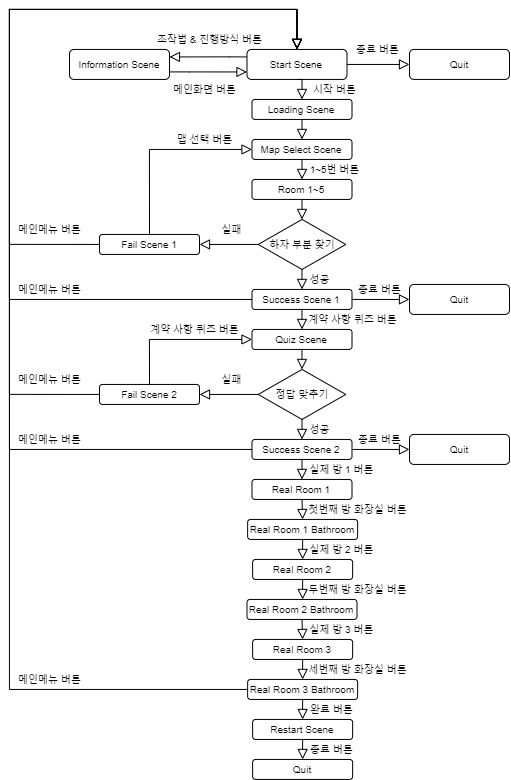 조작법 & 진행방식 버튼
종료 버튼
Information Scene
Start Scene
Quit
메인화면 버튼
시작 버튼
Loading Scene
맵 선택 버튼
Map Select Scene
1~5번 버튼
Room 1~5
메인메뉴 버튼
실패
Fail Scene 1
하자 부분 찾기
성공
메인메뉴 버튼
종료 버튼
Success Scene 1
Quit
계약 사항 퀴즈 버튼
계약 사항 퀴즈 버튼
Quiz Scene
메인메뉴 버튼
실패
Fail Scene 2
정답 맞추기
성공
메인메뉴 버튼
종료 버튼
Success Scene 2
Quit
실제 방 1 버튼
Real Room 1
첫번째 방 화장실 버튼
Real Room 1 Bathroom
실제 방 2 버튼
Real Room 2
두번째 방 화장실 버튼
Real Room 2 Bathroom
실제 방 3 버튼
Real Room 3
세번째 방 화장실 버튼
메인메뉴 버튼
Real Room 3 Bathroom
완료 버튼
Restart Scene
종료 버튼
Quit